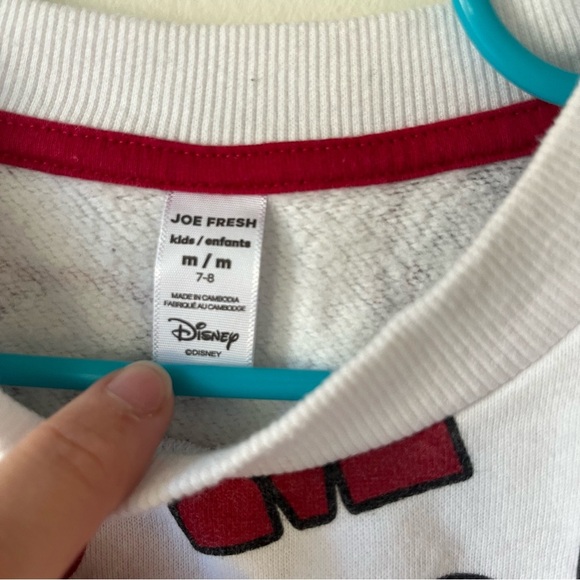 JOE FRESH
kids / enfants
m / m
7-8
MADE IN CAMBODIA
FABRIQUÉ AU CAMBODGE
Disney
©DISNEY